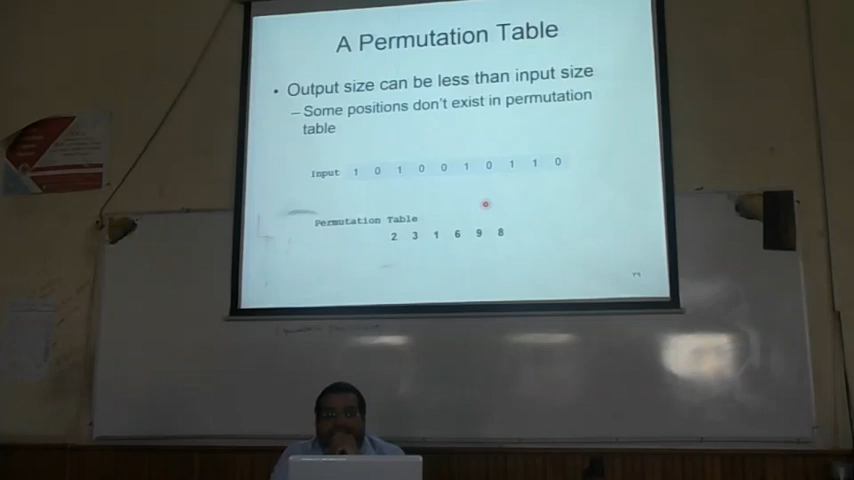 A Permutation Table
• Output size can be less than input size
– Some positions don't exist in permutation
table
Input 1 0 1 0 0 1 0 1 1 0
Permutation Table
2 3 1 6 9 8